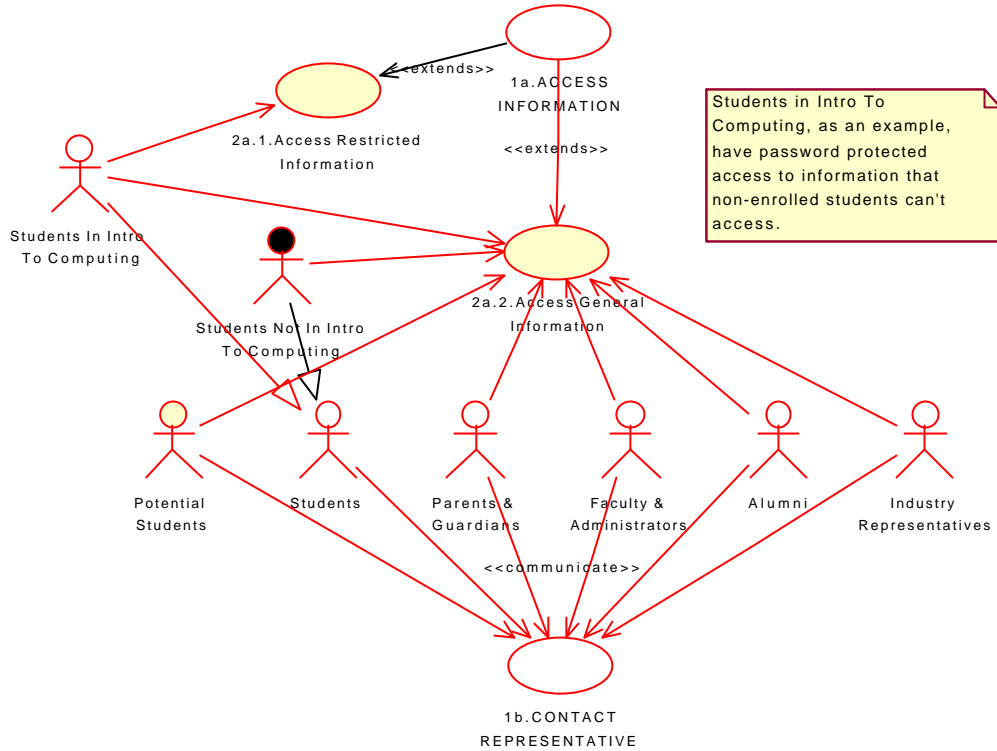 <<extends>>
1a.ACCESS
INFORMATION
2a.1.Access Restricted
Information
<<extends>>
Students in Intro To
Computing, as an example,
have password protected
access to information that
non-enrolled students can't
access.
Students In Intro
To Computing
2a.2.Access General
Information
Students Not In Intro
To Computing
Potential
Students
Students
Parents &
Guardians
Faculty &
Administrators
Alumni
Industry
Representatives
<<communicate>>
1b.CONTACT
REPRESENTATIVE